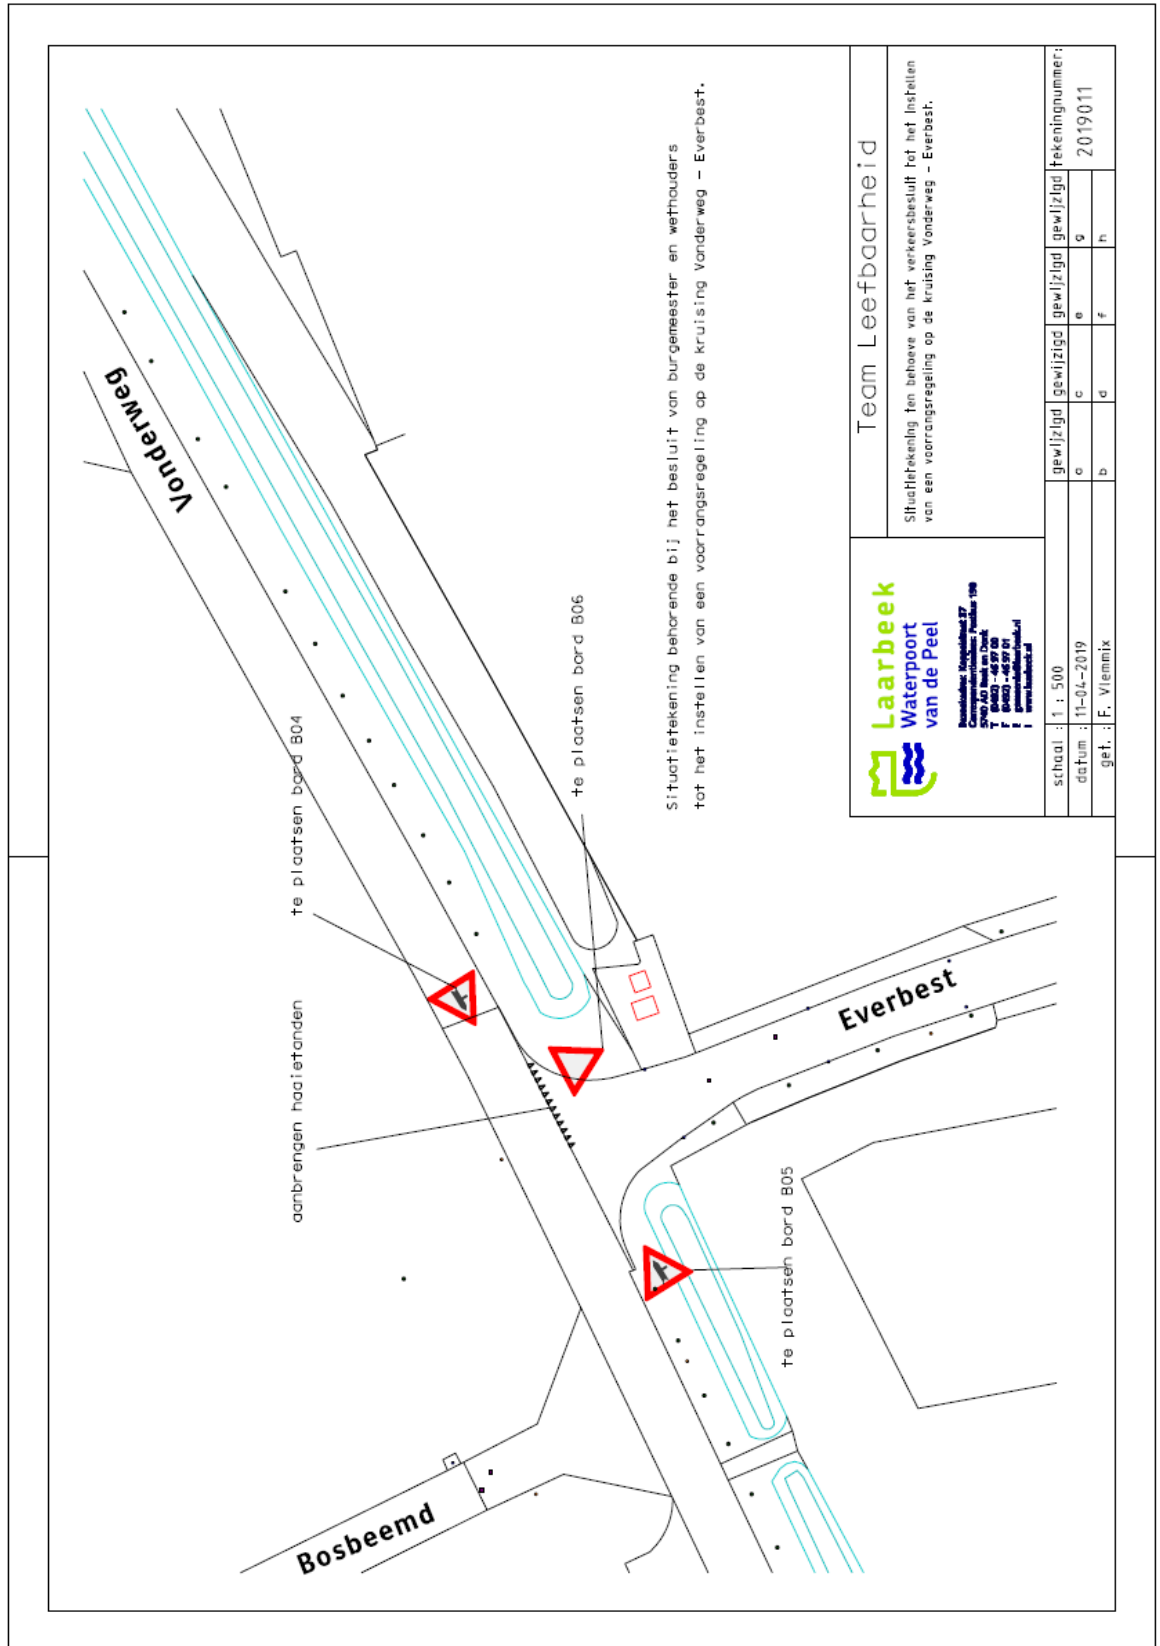 Vonderweg
te plaatsen bord B04
te plaatsen bord B06
aanbrengen haaietanden
Everbest
te plaatsen bord B05
Bosbeemd
Situatietekening behorende bij het besluit van burgemeester en wethouders
tot het instellen van een voorrangsregeling op de kruising Vonderweg - Everbest.
Laarbeek
Waterpoort
van de Peel
Team Leefbaarheid
Situatietekening ten behoeve van het verkeersbesluit tot het instellen
van een voorrangsregeling op de kruising Vonderweg - Everbest.
schaal : 1 : 500
datum : 11-04-2019
get. : F. Vlemmix
gewijzigd gewijzigd gewijzigd gewijzigd tekeningnummer:
a c e g 2019011
b d f h